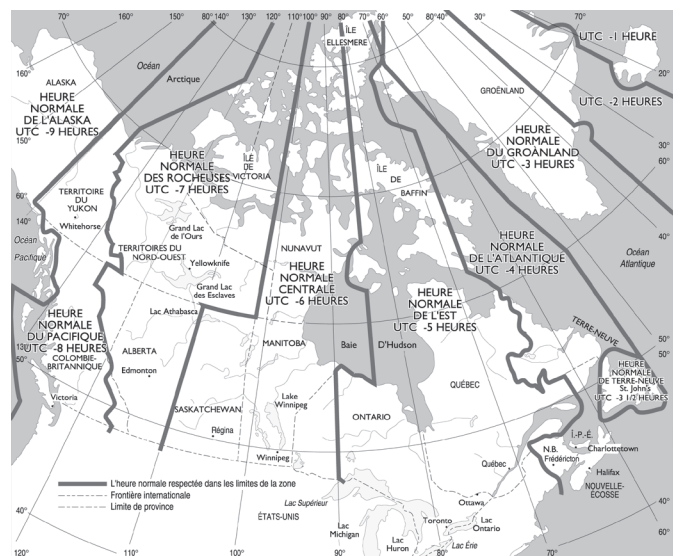 70°
160°
140°
120°
110°
100°
90°
80°
60°
50°
80°
40°
70°
30°
UTC -1 HEURE
20°
UTC -2 HEURES
30°
60°
40°
50°
50°
ÎLE
ELLESMERE
Océan
Arctique
130°
GROËNLAND
160°
ALASKA
HEURE
NORMALE
DE L'ALASKA
UTC -9 HEURES
150°
60°
140°
HEURE
NORMALE
DU GROÀNLAND
UTC -3 HEURES
HEURE
NORMALE
DES ROCHEUSES
UTC -7 HEURES
ÎLE
DE
VICTORIA
ÎLE
DE
BAFFIN
TERRITOIRE
DU
YUKON
Whitehorse
Océan
Pacifique
Grand Lac
de l'Ours
TERRITOIRES DU
NORD-OUEST
Yellowknife
Grand Lac
des Esclaves
Lac Athabasca
NUNAVUT
HEURE
NORMALE
CENTRALE
UTC -6 HEURES
HEURE
NORMALE
DE L'ATLANTIQUE
UTC -4 HEURES
Océan
Atlantique
HEURE
NORMALE
DE L'EST
UTC -5 HEURES
HEURE
NORMALE
DU PACIFIQUE
UTC -8 HEURES
COLOMBIE-
BRITANNIQUE
50°
Victoria
ALBERTA
Edmonton
MANITOBA
Baie
D'Hudson
TERRE-NEUVE
HEURE
NORMALE
DE TERRE-NEUVE
St. John's
UTC -3 1/2 HEURES
SASKATCHEWAN
Régina
Lake
Winnipeg
Winnipeg
ONTARIO
QUÉBEC
Québec
Î.-P.-É.
Charlottetown
N.B.
Frédéricton
Halifax
NOUVELLE-
ÉCOSSE
L'heure normale respectée dans les limites de la zone
Frontière internationale
Limite de province
Lac Supérieur
ÉTATS-UNIS
Ottawa
Toronto
Lac
Ontario
Lac
Michigan
Lac
Huron
Lac Érie
40°
40°
60°
120°
110°
100°
90°
80°
70°